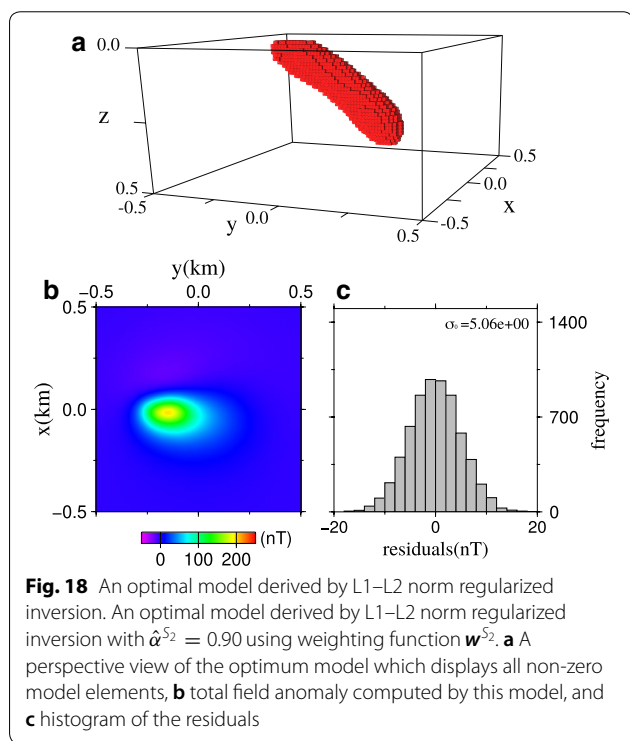 a
0.0
z
0.5
-0.5
y
0.0
0.5
-0.5
0.0
0.5
x
b
y(km)
−0.5 0.0 0.5
0.5
0.0
−0.5
x(km)
0 100 200 (nT)
c
σ₀ =5.06e+00
1400
700
0
frequency
−20 0 20
residuals(nT)
Fig. 18 An optimal model derived by L1–L2 norm regularized
inversion. An optimal model derived by L1–L2 norm regularized
inversion with α̂^{S₂} = 0.90 using weighting function w^{S₂}. a A
perspective view of the optimum model which displays all non-zero
model elements, b total field anomaly computed by this model, and
c histogram of the residuals